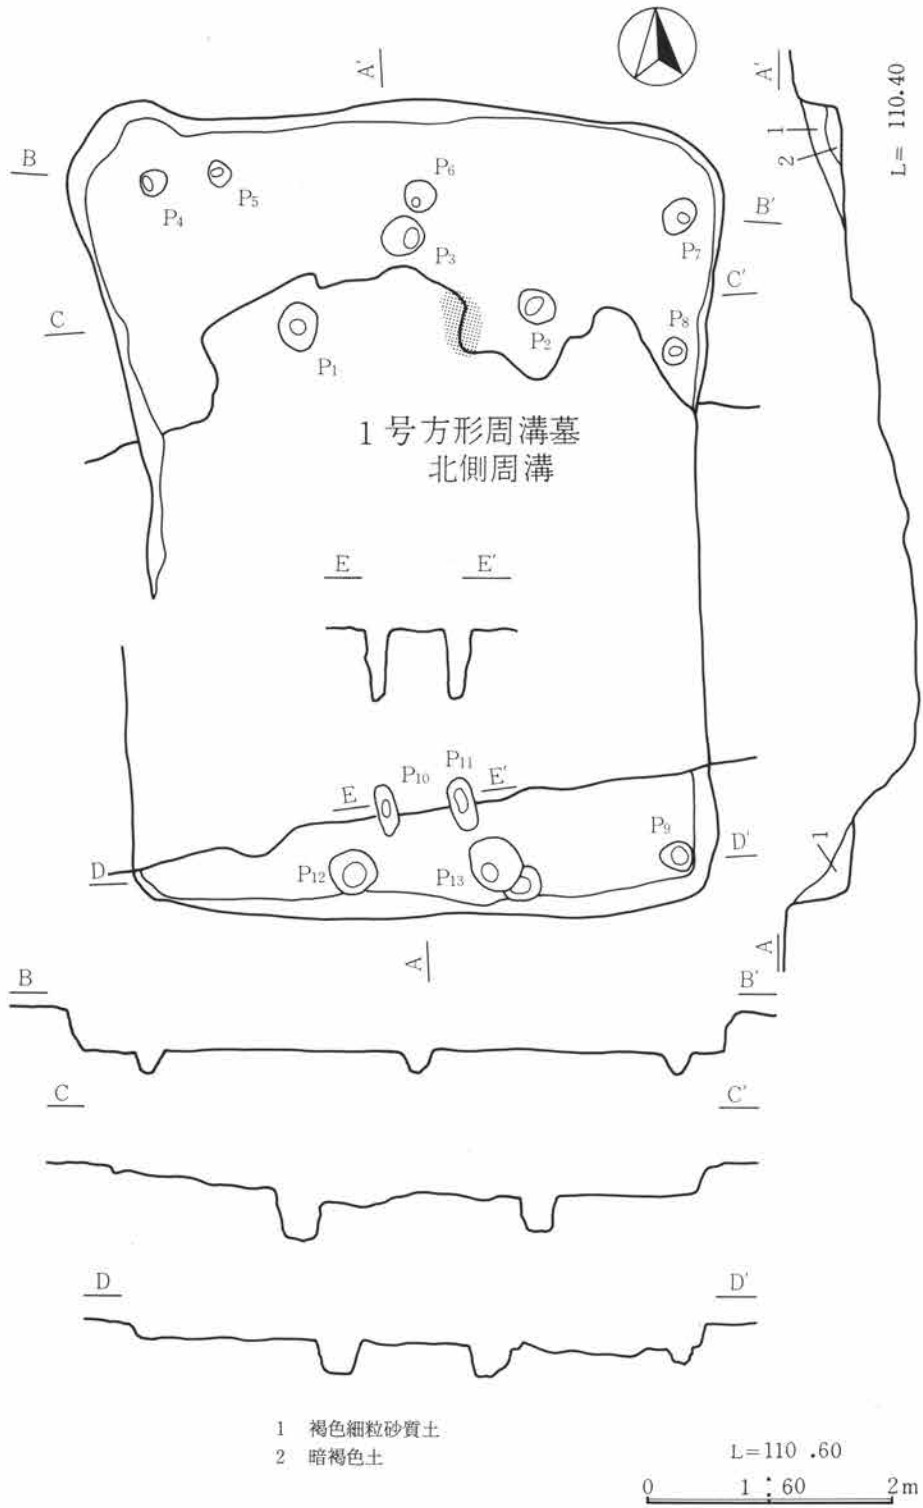 A'
A'
L= 110.40
1
2
B
P6
P4
P5
B'
P3
P7
C'
C
P2
P8
P1
1号方形周溝墓
北側周溝
E
E'
P10
P11
E
E'
P9
D'
1
D
P12
P13
A
A
B
B'
C
C'
D
D'
1 褐色細粒砂質土
2 暗褐色土
L=110.60
0 1:60 2m